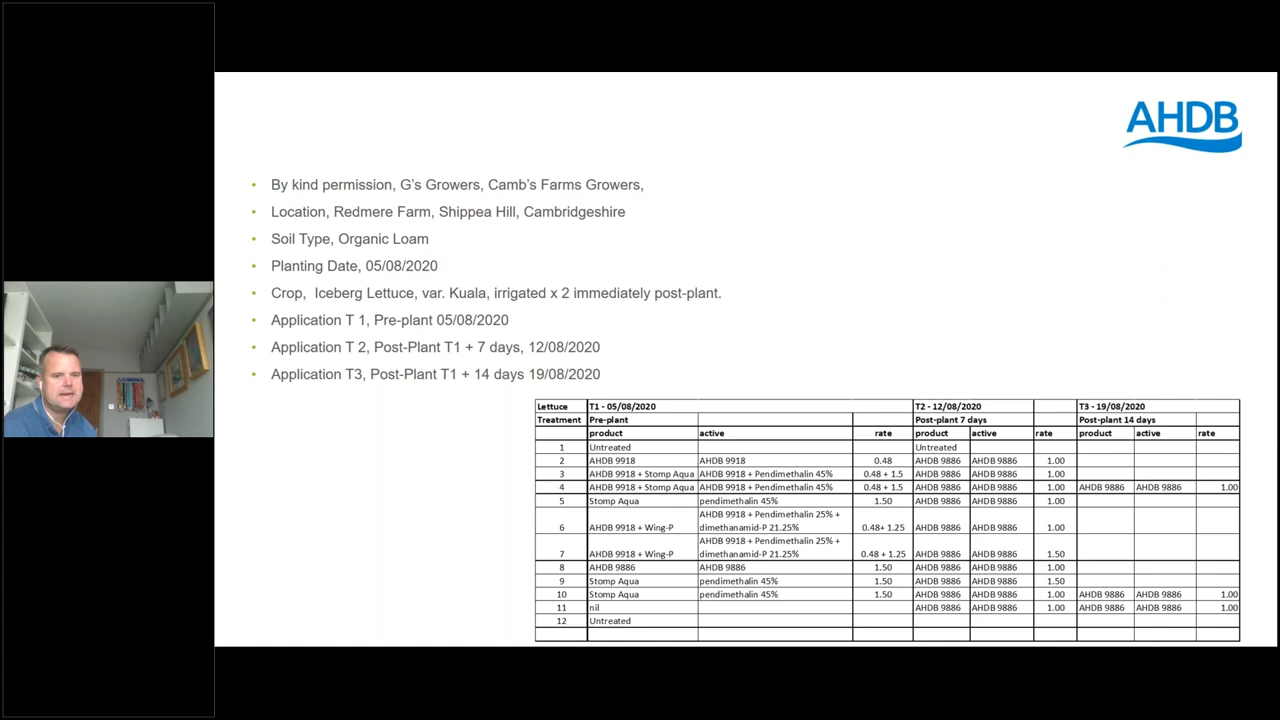 AHDB
• By kind permission, G's Growers, Camb's Farms Growers,
• Location, Redmere Farm, Shippea Hill, Cambridgeshire
• Soil Type, Organic Loam
• Planting Date, 05/08/2020
• Crop,  Iceberg Lettuce, var. Kuala, irrigated x 2 immediately post-plant.
• Application T 1, Pre-plant 05/08/2020
• Application T 2, Post-Plant T1 + 7 days, 12/08/2020
• Application T3, Post-Plant T1 + 14 days 19/08/2020
Lettuce T1 - 05/08/2020 T2 - 12/08/2020 T3 - 19/08/2020
Treatment Pre-plant Post-plant 7 days Post-plant 14 days
product active rate product active rate product active rate
1 Untreated Untreated
2 AHDB 9918 AHDB 9918 0.48 AHDB 9886 AHDB 9886 1.00
3 AHDB 9918 + Stomp Aqua AHDB 9918 + Pendimethalin 45% 0.48 + 1.5 AHDB 9886 AHDB 9886 1.00
4 AHDB 9918 + Stomp Aqua AHDB 9918 + Pendimethalin 45% 0.48 + 1.5 AHDB 9886 AHDB 9886 1.00 AHDB 9886 AHDB 9886 1.00
5 Stomp Aqua pendimethalin 45% 1.50 AHDB 9886 AHDB 9886 1.00
AHDB 9918 + Pendimethalin 25% +
6 AHDB 9918 + Wing-P dimethanamid-P 21.25% 0.48+ 1.25 AHDB 9886 AHDB 9886 1.00
AHDB 9918 + Pendimethalin 25% +
7 AHDB 9918 + Wing-P dimethanamid-P 21.25% 0.48 + 1.25 AHDB 9886 AHDB 9886 1.50
8 AHDB 9886 AHDB 9886 1.50 AHDB 9886 AHDB 9886 1.00
9 Stomp Aqua pendimethalin 45% 1.50 AHDB 9886 AHDB 9886 1.50
10 Stomp Aqua pendimethalin 45% 1.50 AHDB 9886 AHDB 9886 1.00 AHDB 9886 AHDB 9886 1.00
11 nil AHDB 9886 AHDB 9886 1.00 AHDB 9886 AHDB 9886 1.00
12 Untreated